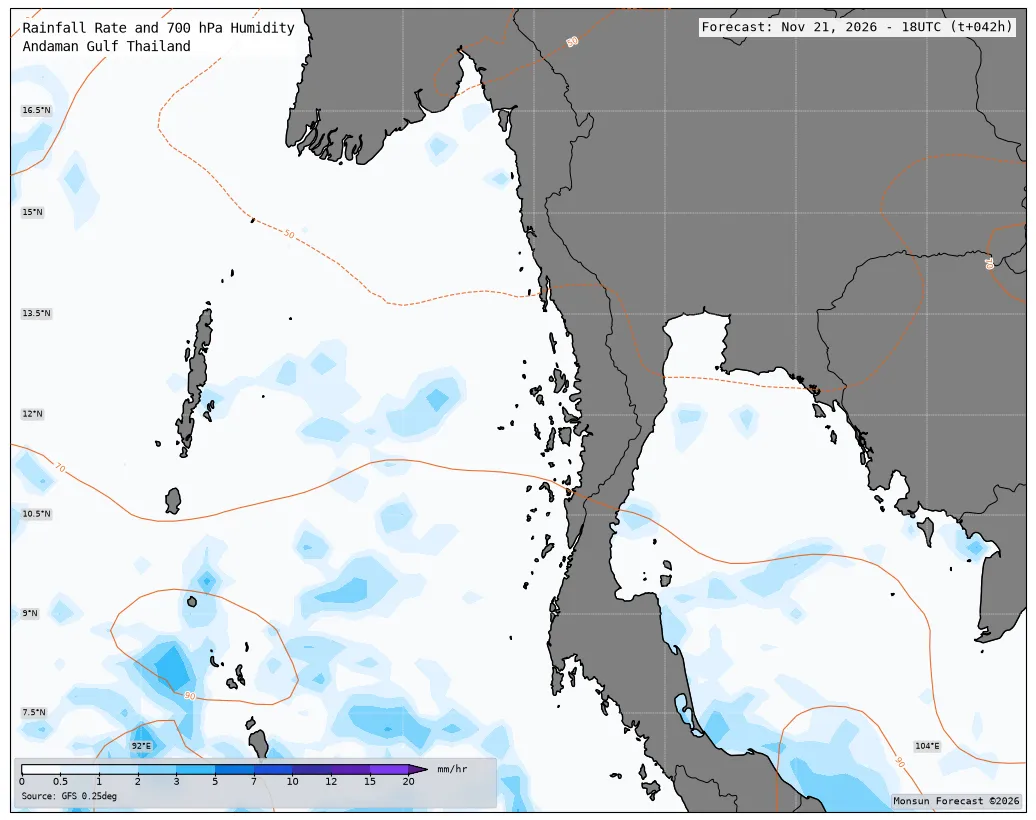 Rainfall Rate and 700 hPa Humidity
Andaman Gulf Thailand
Forecast: Nov 21, 2026 - 18UTC (t+042h)
50
16.5°N
15°N
50
70
13.5°N
12°N
70
10.5°N
9°N
90
7.5°N
92°E
104°E
90
mm/hr
0 0.5 1 2 3 5 7 10 12 15 20
Source: GFS 0.25deg
Monsun Forecast ©2026